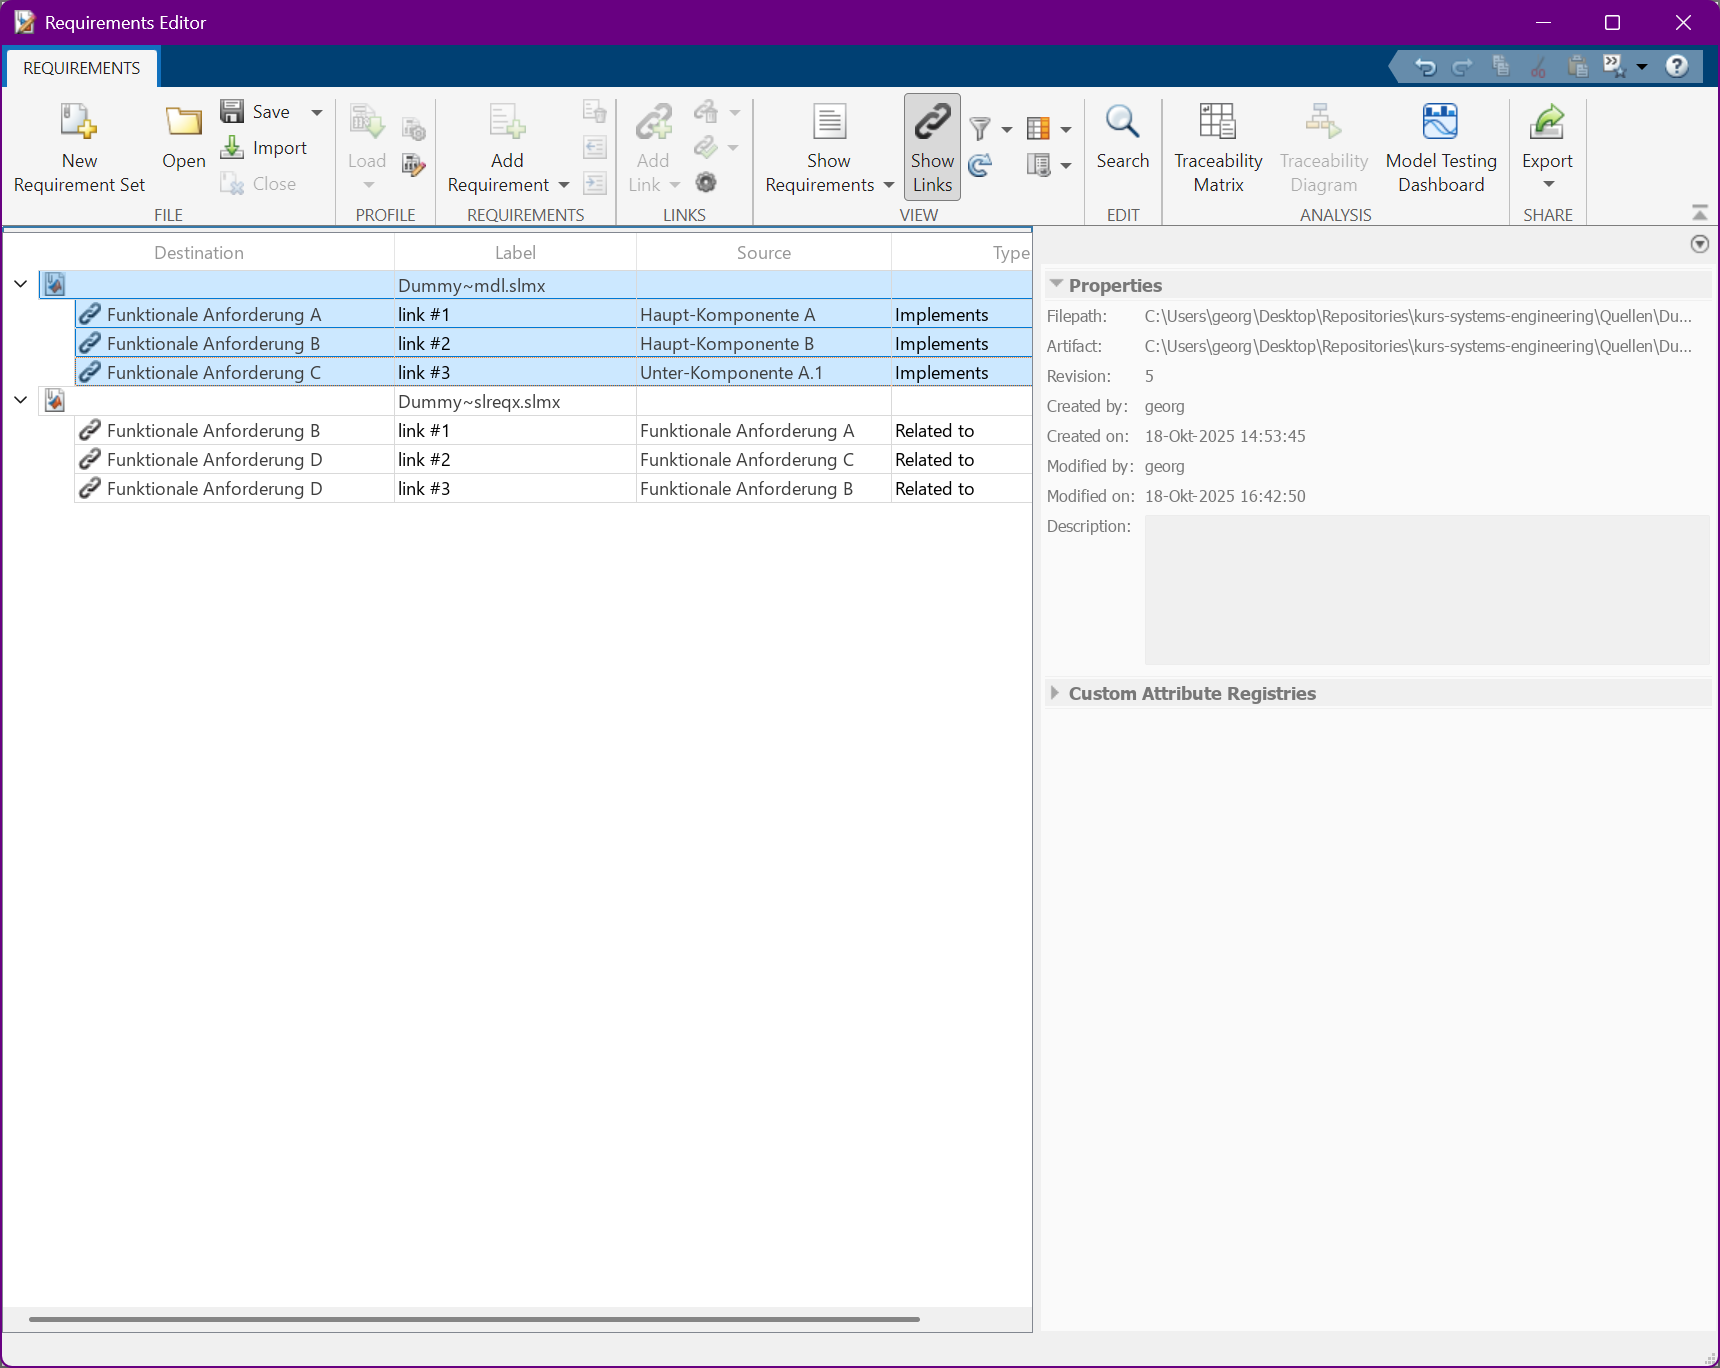 Requirements Editor
REQUIREMENTS
New
Requirement Set
Open
Save
Import
Close
FILE
Load
PROFILE
Add
Requirement
REQUIREMENTS
Add
Link
LINKS
Show
Requirements
Show
Links
VIEW
Search
EDIT
Traceability
Matrix
Traceability
Diagram
Model Testing
Dashboard
ANALYSIS
Export
SHARE
Destination Label Source Type
Dummy~mdl.slmx
Funktionale Anforderung A link #1 Haupt-Komponente A Implements
Funktionale Anforderung B link #2 Haupt-Komponente B Implements
Funktionale Anforderung C link #3 Unter-Komponente A.1 Implements
Dummy~slreqx.slmx
Funktionale Anforderung B link #1 Funktionale Anforderung A Related to
Funktionale Anforderung D link #2 Funktionale Anforderung C Related to
Funktionale Anforderung D link #3 Funktionale Anforderung B Related to
Properties
Filepath: C:\Users\georg\Desktop\Repositories\kurs-systems-engineering\Quellen\Du...
Artifact: C:\Users\georg\Desktop\Repositories\kurs-systems-engineering\Quellen\Du...
Revision: 5
Created by: georg
Created on: 18-Okt-2025 14:53:45
Modified by: georg
Modified on: 18-Okt-2025 16:42:50
Description:
Custom Attribute Registries